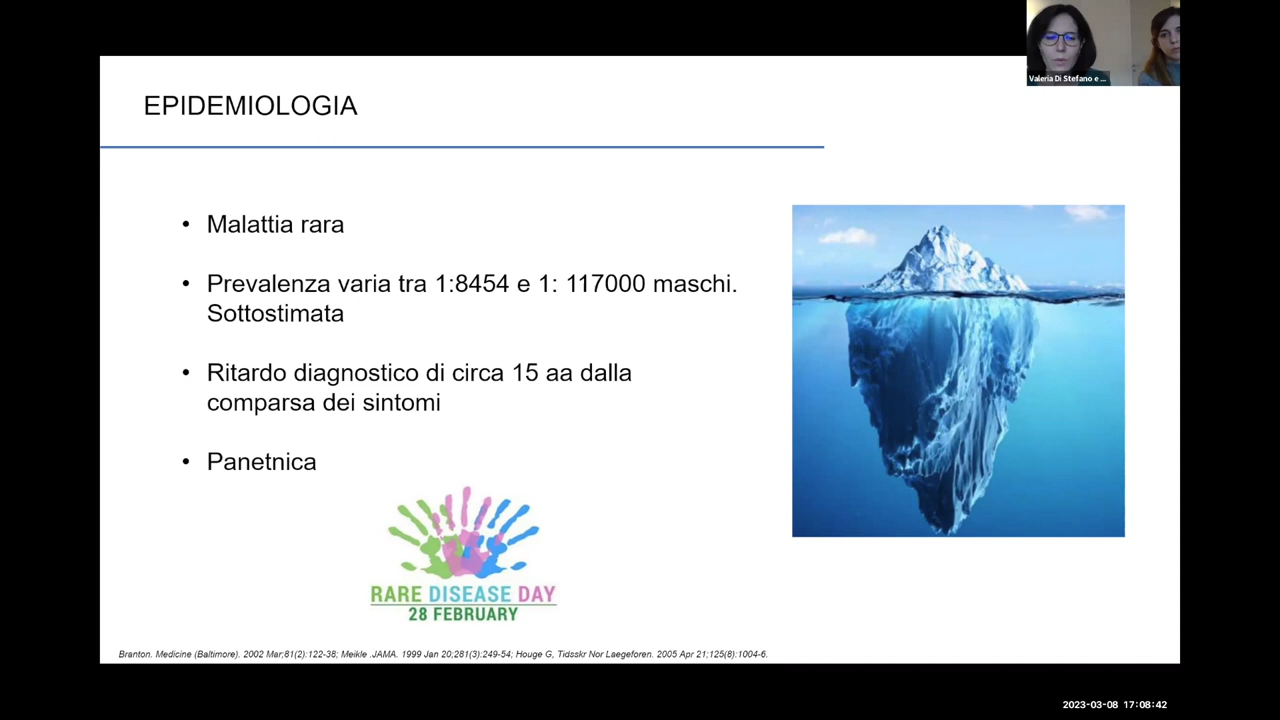 Valeria Di Stefano e ...
EPIDEMIOLOGIA
• Malattia rara
• Prevalenza varia tra 1:8454 e 1: 117000 maschi.
Sottostimata
• Ritardo diagnostico di circa 15 aa dalla
comparsa dei sintomi
• Panetnica
RARE DISEASE DAY
28 FEBRUARY
Branton. Medicine (Baltimore). 2002 Mar;81(2):122-38; Meikle .JAMA. 1999 Jan 20;281(3):249-54; Houge G, Tidsskr Nor Laegeforen. 2005 Apr 21;125(8):1004-6.
2023-03-08 17:08:42